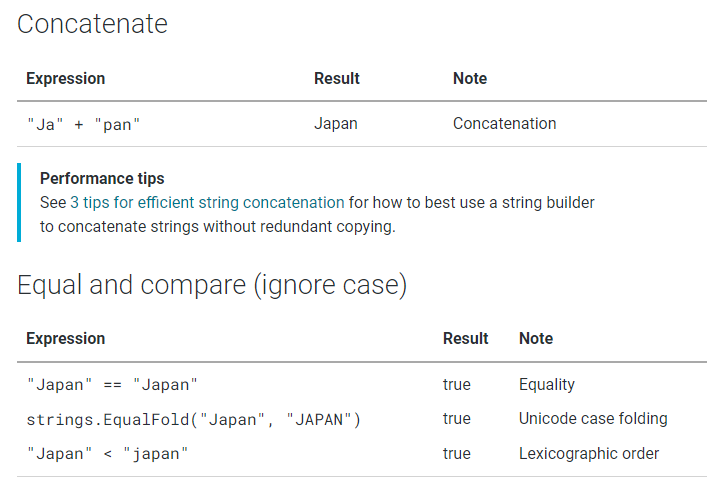 Concatenate
Expression Result Note
"Ja" + "pan" Japan Concatenation
Performance tips
See 3 tips for efficient string concatenation for how to best use a string builder
to concatenate strings without redundant copying.
Equal and compare (ignore case)
Expression Result Note
"Japan" == "Japan" true Equality
strings.EqualFold("Japan", "JAPAN") true Unicode case folding
"Japan" < "japan" true Lexicographic order